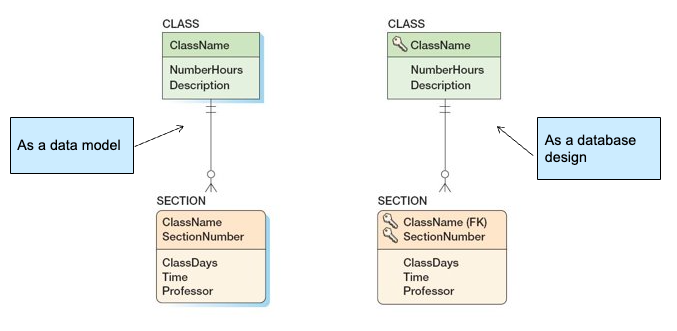 CLASS
ClassName
NumberHours
Description
As a data model
SECTION
ClassName
SectionNumber
ClassDays
Time
Professor
CLASS
ClassName
NumberHours
Description
As a database
design
SECTION
ClassName (FK)
SectionNumber
ClassDays
Time
Professor